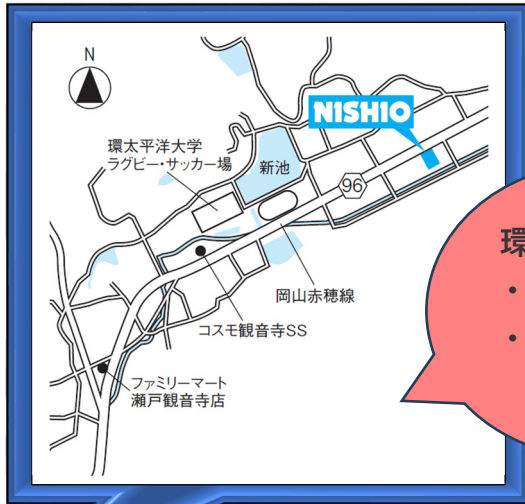 N
NISHIO
環太平洋大学
ラグビー・サッカー場
新池
96
環
・
・
岡山赤穂線
コスモ観音寺SS
ファミリーマート
瀬戸観音寺店